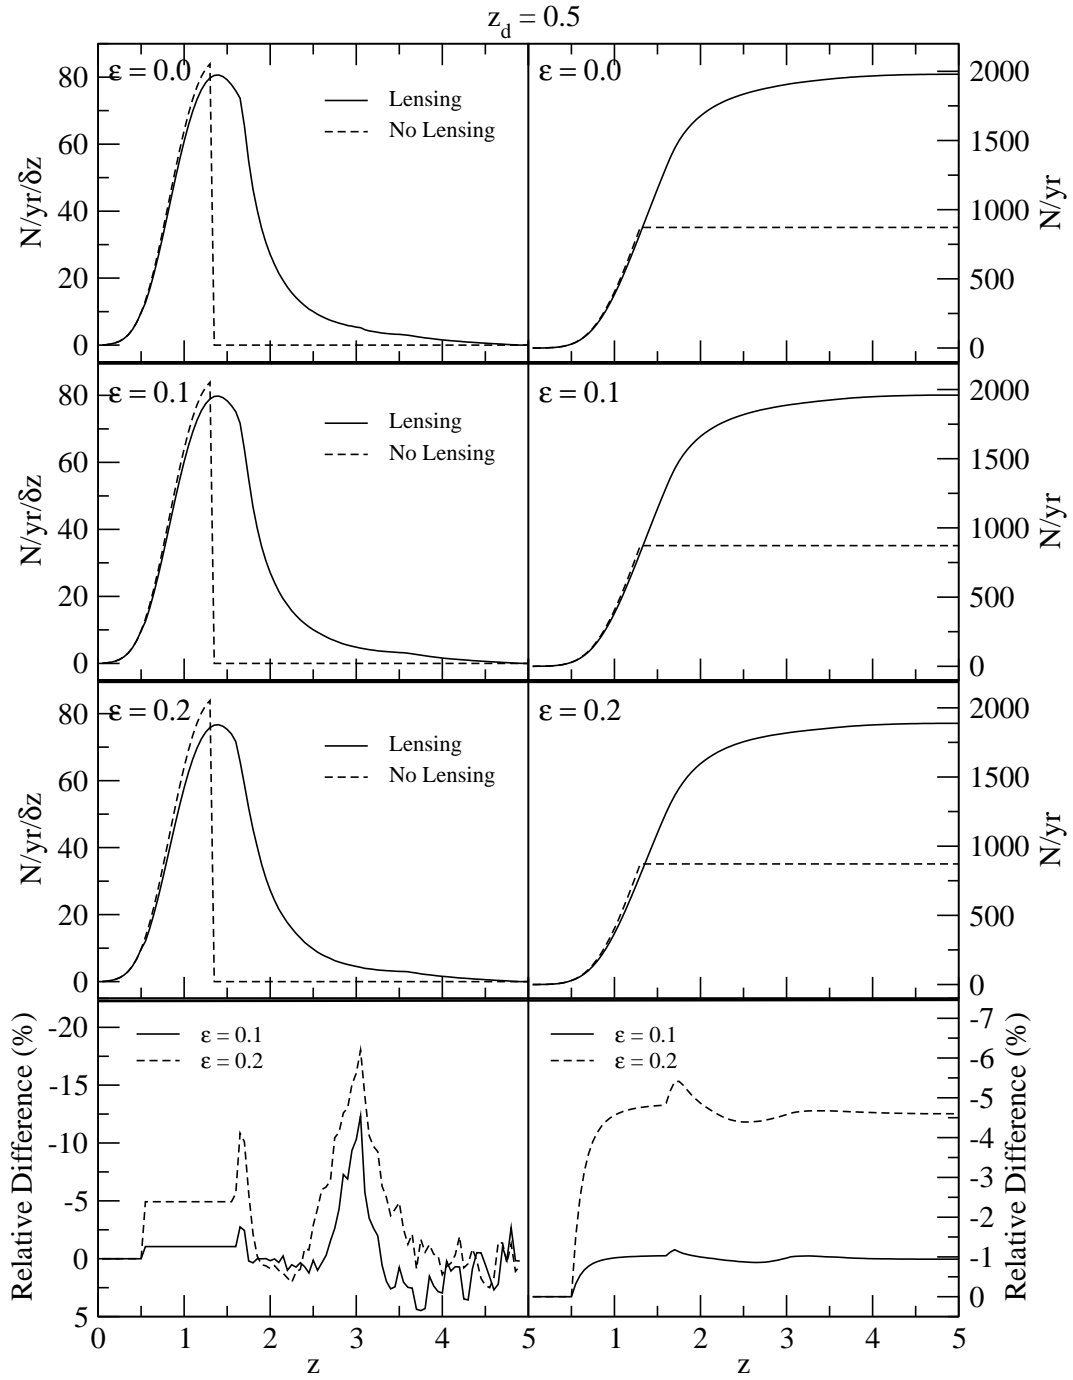 z_d = 0.5
ε = 0.0
Lensing
No Lensing
80
60
40
20
0
N/yr/δz
ε = 0.0
2000
1500
1000
500
0
N/yr
ε = 0.1
Lensing
No Lensing
80
60
40
20
0
N/yr/δz
ε = 0.1
2000
1500
1000
500
0
N/yr
ε = 0.2
Lensing
No Lensing
80
60
40
20
0
N/yr/δz
ε = 0.2
2000
1500
1000
500
0
N/yr
ε = 0.1
ε = 0.2
-20
-15
-10
-5
0
5
Relative Difference (%)
0 1 2 3 4 5
z
ε = 0.1
ε = 0.2
-7
-6
-5
-4
-3
-2
-1
0
Relative Difference (%)
1 2 3 4 5
z